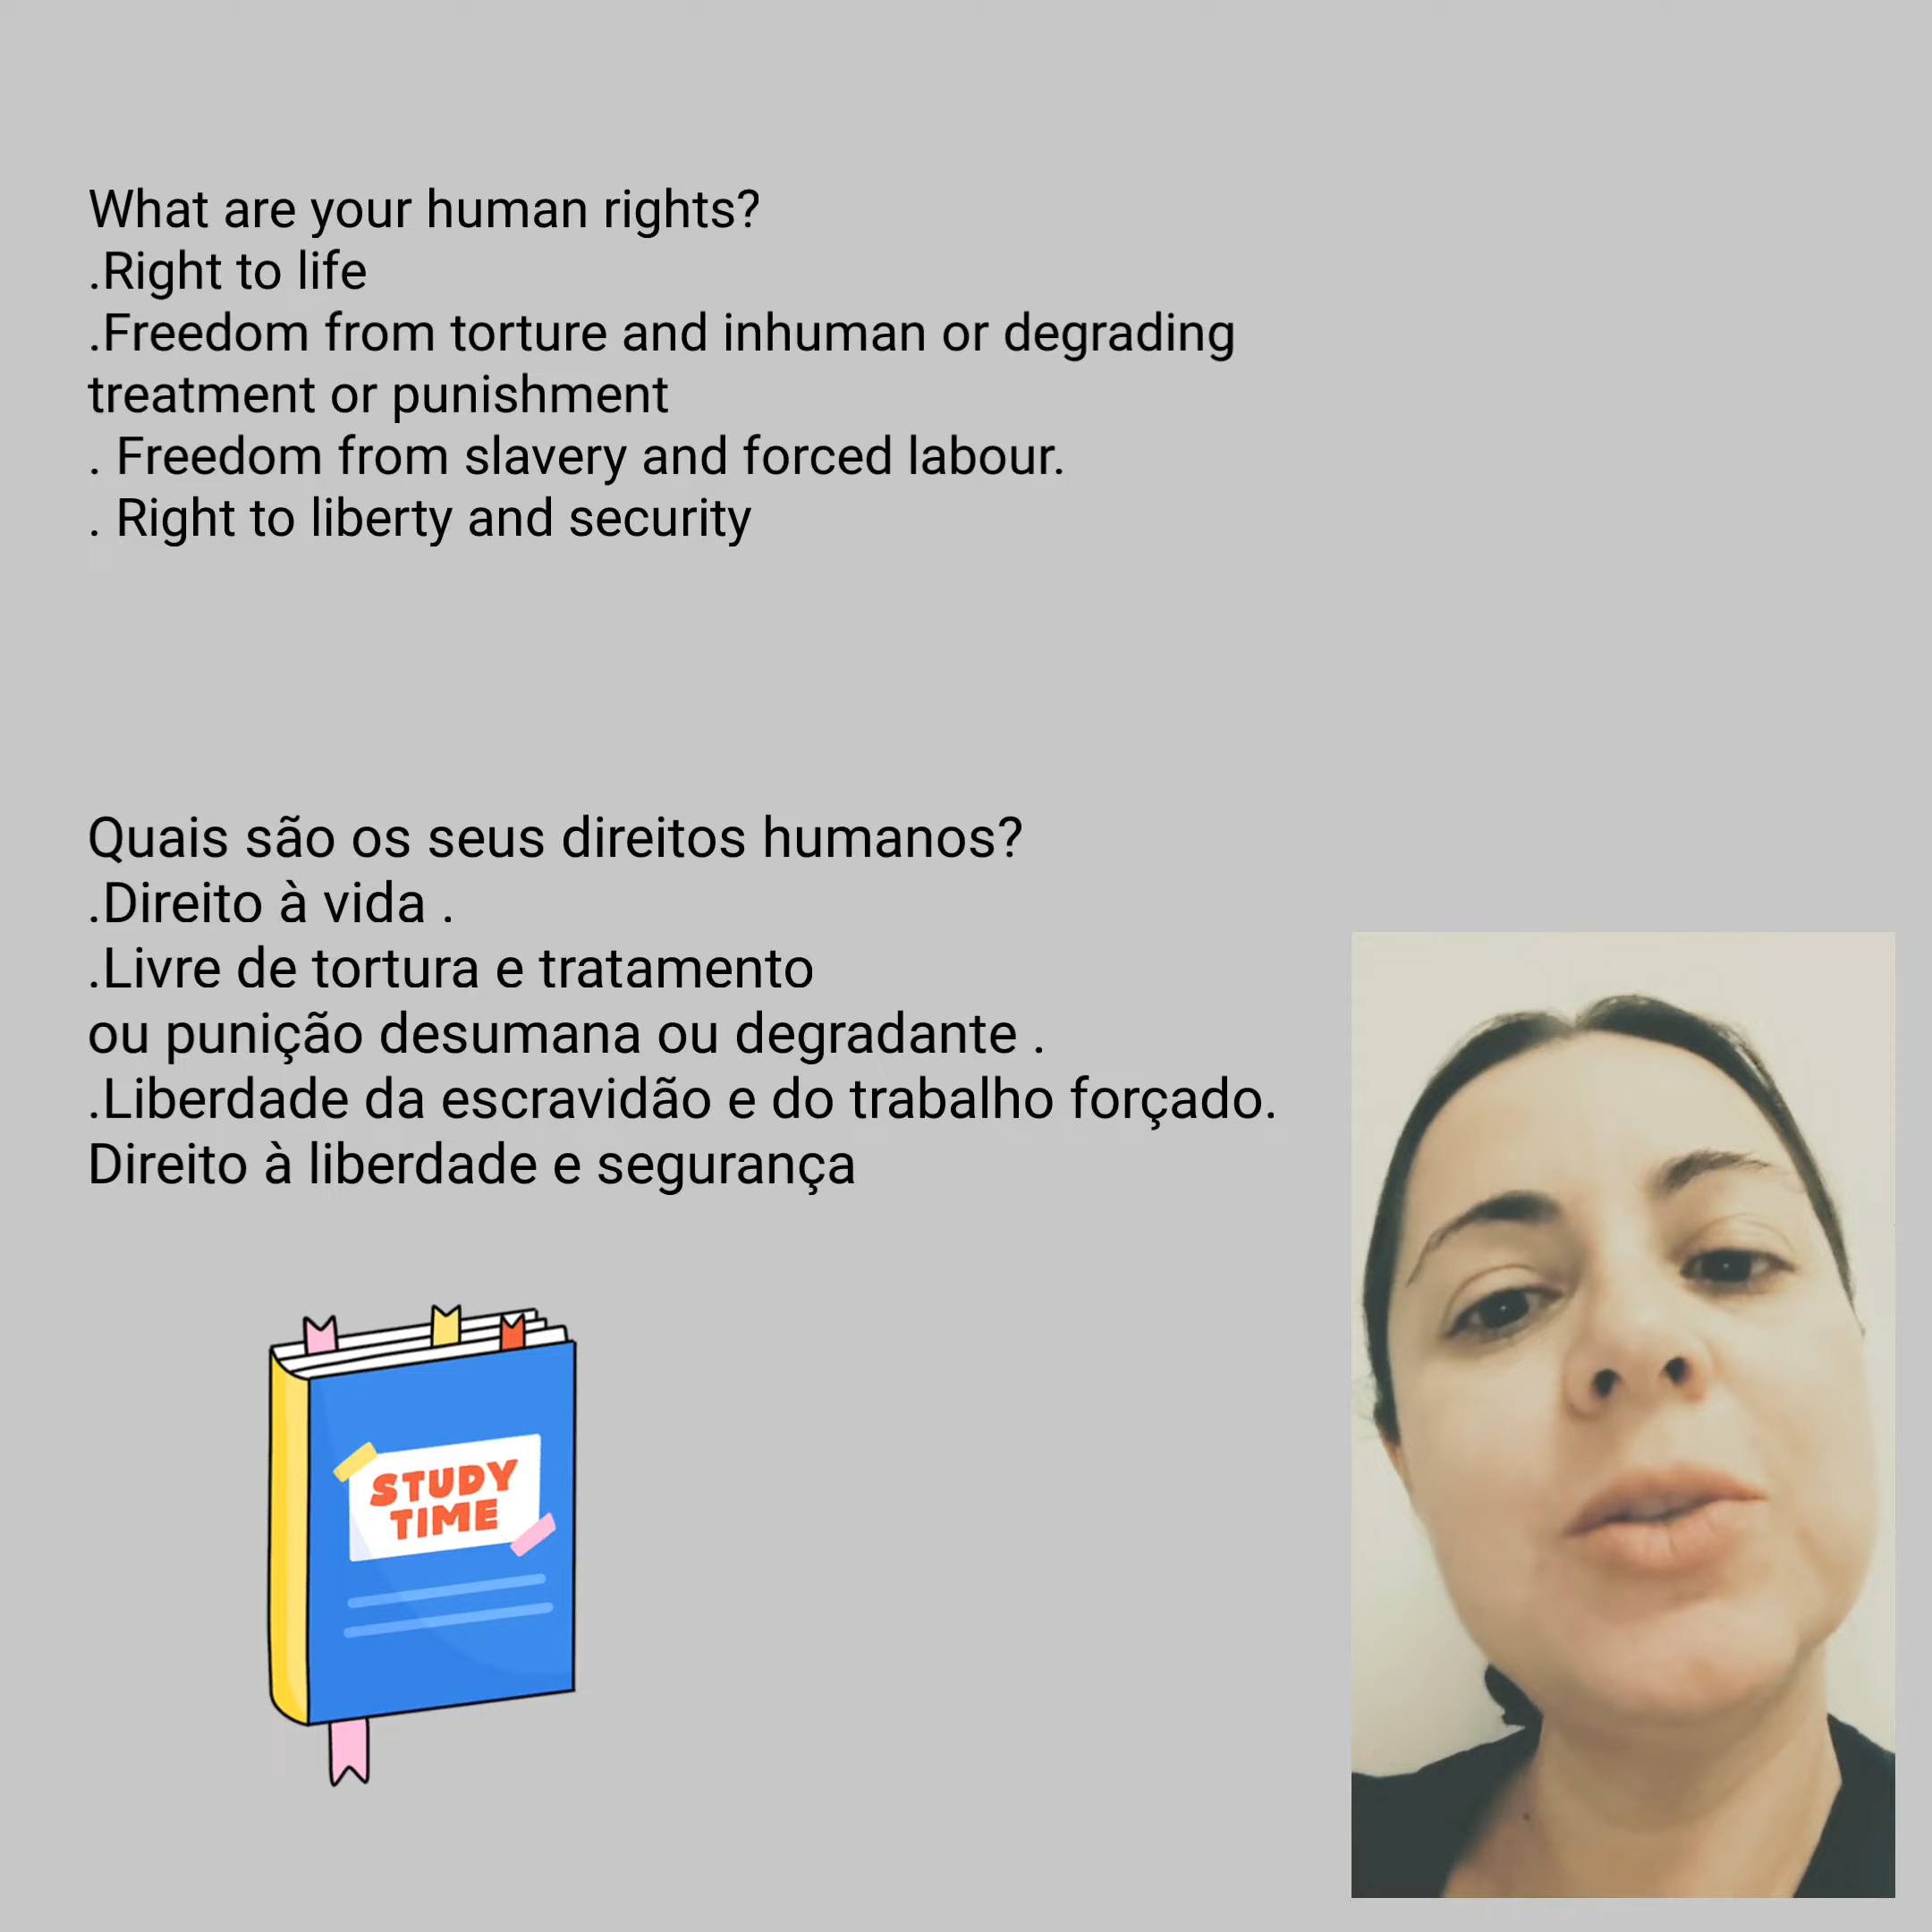 What are your human rights?
.Right to life
.Freedom from torture and inhuman or degrading
treatment or punishment
. Freedom from slavery and forced labour.
. Right to liberty and security
Quais são os seus direitos humanos?
.Direito à vida .
.Livre de tortura e tratamento
ou punição desumana ou degradante .
.Liberdade da escravidão e do trabalho forçado.
Direito à liberdade e segurança
STUDY
TIME